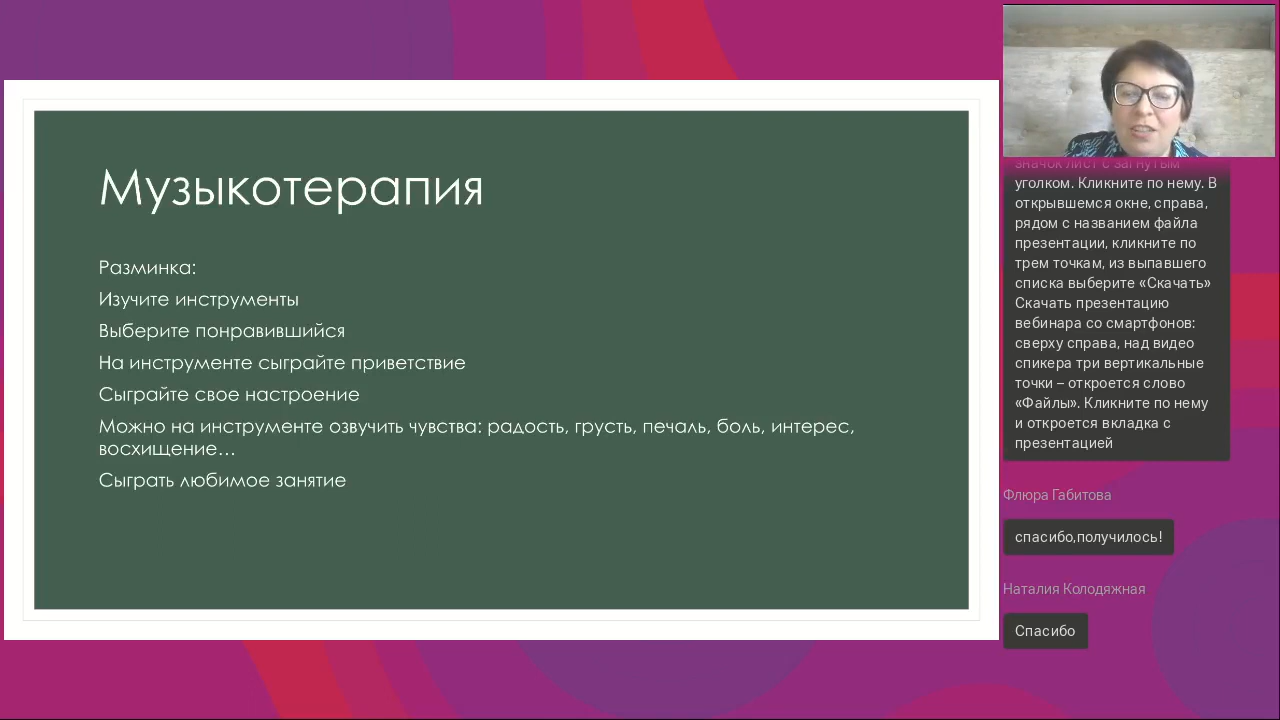 Музыкотерапия
Разминка:
Изучите инструменты
Выберите понравившийся
На инструменте сыграйте приветствие
Сыграйте свое настроение
Можно на инструменте озвучить чувства: радость, грусть, печаль, боль, интерес,
восхищение…
Сыграть любимое занятие
значок лист с загнутым
уголком. Кликните по нему. В
открывшемся окне, справа,
рядом с названием файла
презентации, кликните по
трем точкам, из выпавшего
списка выберите «Скачать»
Скачать презентацию
вебинара со смартфонов:
сверху справа, над видео
спикера три вертикальные
точки – откроется слово
«Файлы». Кликните по нему
и откроется вкладка с
презентацией
Флюра Габитова
спасибо,получилось!
Наталия Колодяжная
Спасибо